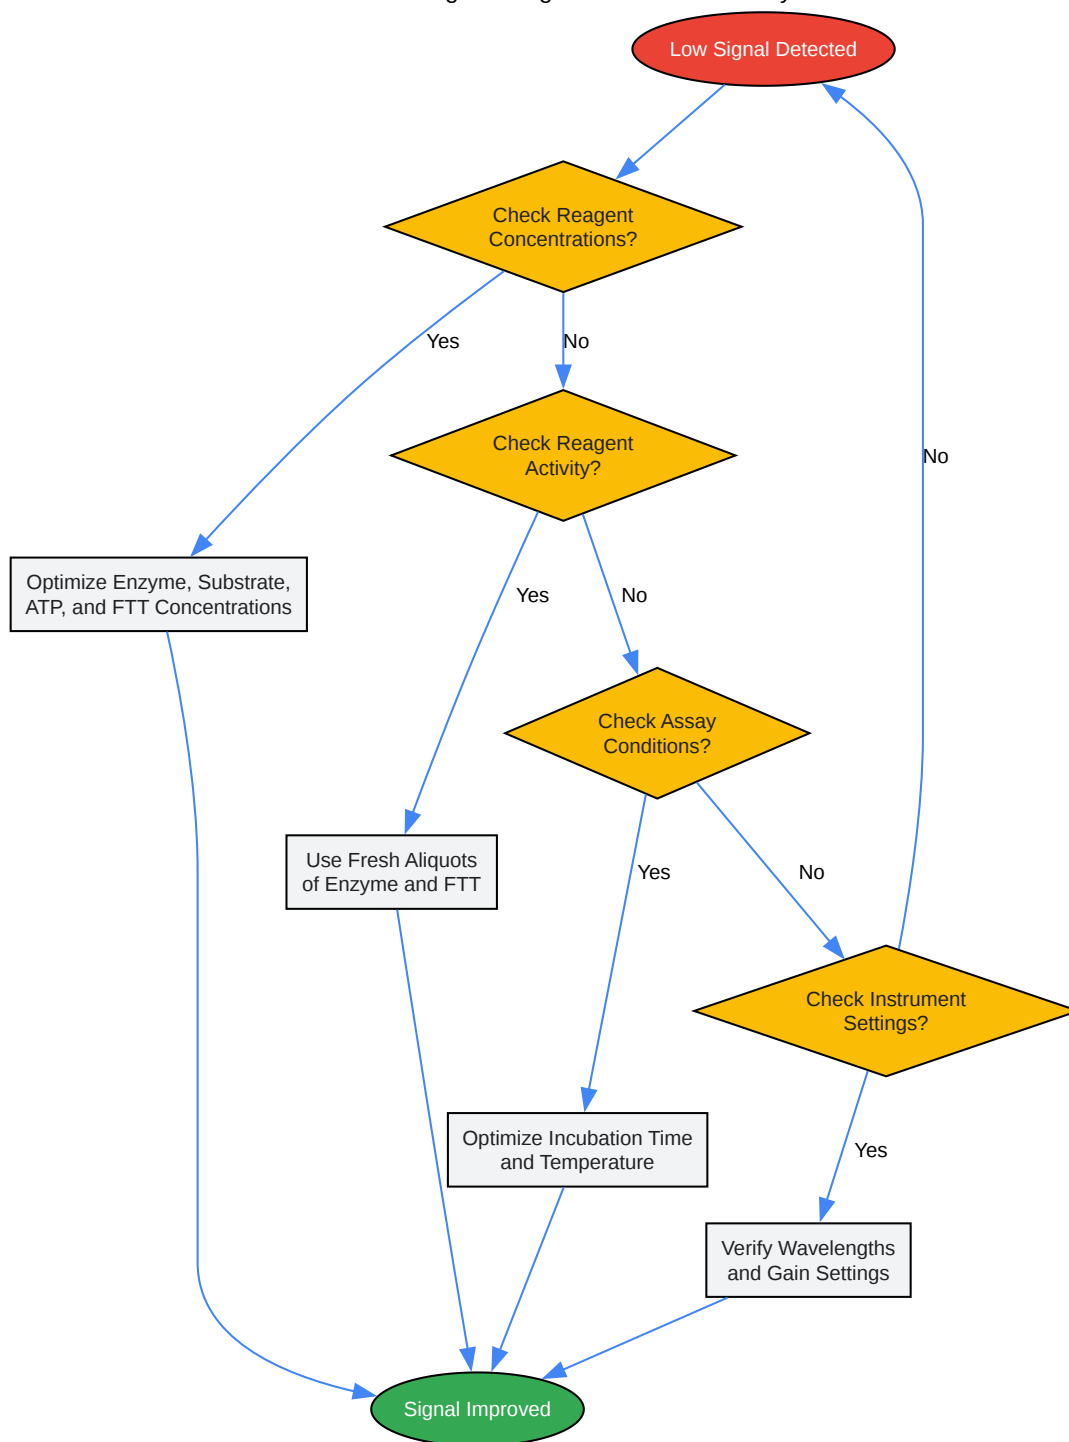 Low Signal Detected
Check Reagent
Concentrations?
Yes
No
Check Reagent
Activity?
No
Optimize Enzyme, Substrate,
ATP, and FTT Concentrations
Yes
No
Check Assay
Conditions?
Use Fresh Aliquots
of Enzyme and FTT
Yes
No
Check Instrument
Settings?
Optimize Incubation Time
and Temperature
Yes
Verify Wavelengths
and Gain Settings
Signal Improved